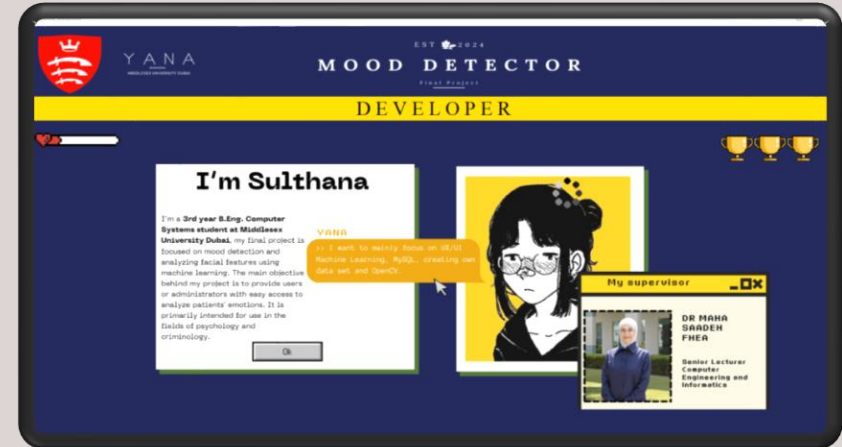 EST 2024
YANA
MIDDLESEX UNIVERSITY DUBAI
MOOD DETECTOR
Final Project
DEVELOPER
I'm Sulthana
I'm a 3rd year B.Eng. Computer
Systems student at Middlesex
University Dubai, my final project is
focused on mood detection and
analyzing facial features using
machine learning. The main objective
behind my project is to provide users
or administrators with easy access to
analyze patients' emotions. It is
primarily intended for use in the
fields of psychology and
criminology.
Ok
YANA
>> I want to mainly focus on UX/UI
Machine Learning, MySQL, creating own
data set and OpenCV.
My supervisor
DR MAHA
SAADEH
FHEA
Senior Lecturer
Computer
Engineering and
Informatics